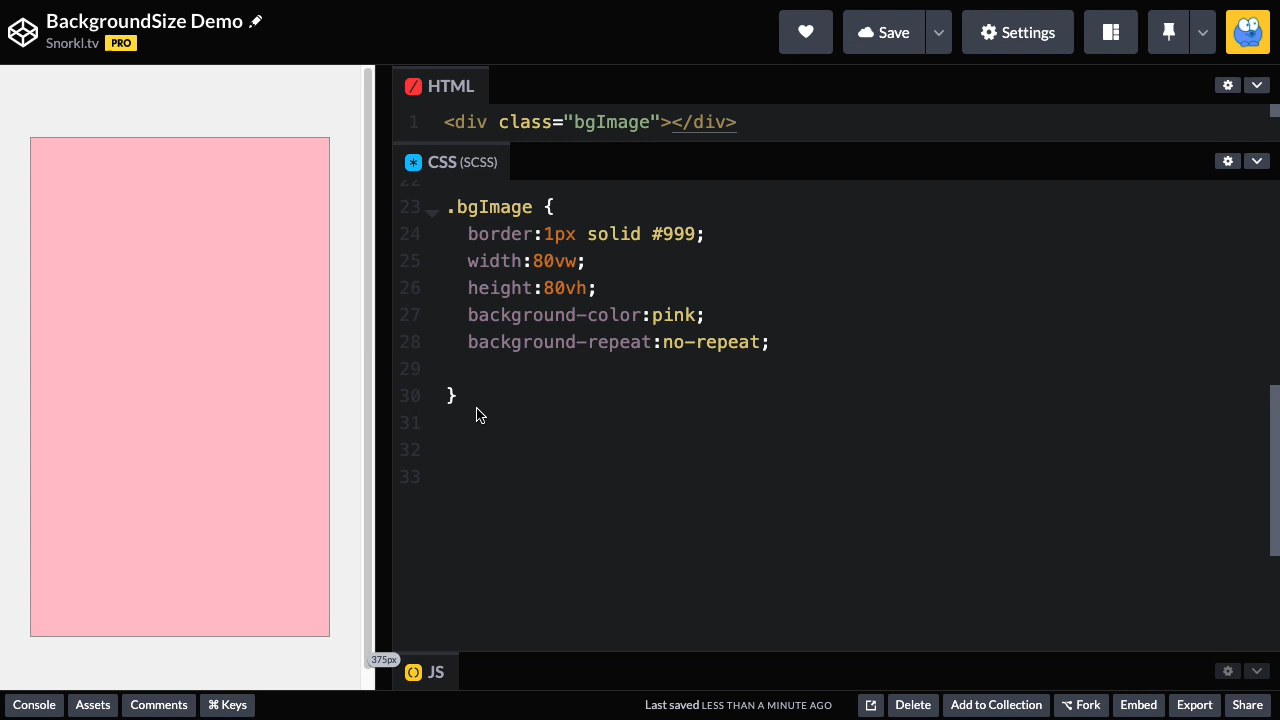 BackgroundSize Demo
Snorkl.tv PRO
Save
Settings
HTML
1 <div class="bgImage"></div>
CSS (SCSS)
22
23 .bgImage {
24 border:1px solid #999;
25 width:80vw;
26 height:80vh;
27 background-color:pink;
28 background-repeat:no-repeat;
29
30 }
31
32
33
375px
JS
Console Assets Comments ⌘ Keys Last saved LESS THAN A MINUTE AGO Delete Add to Collection ⌥ Fork Embed Export Share